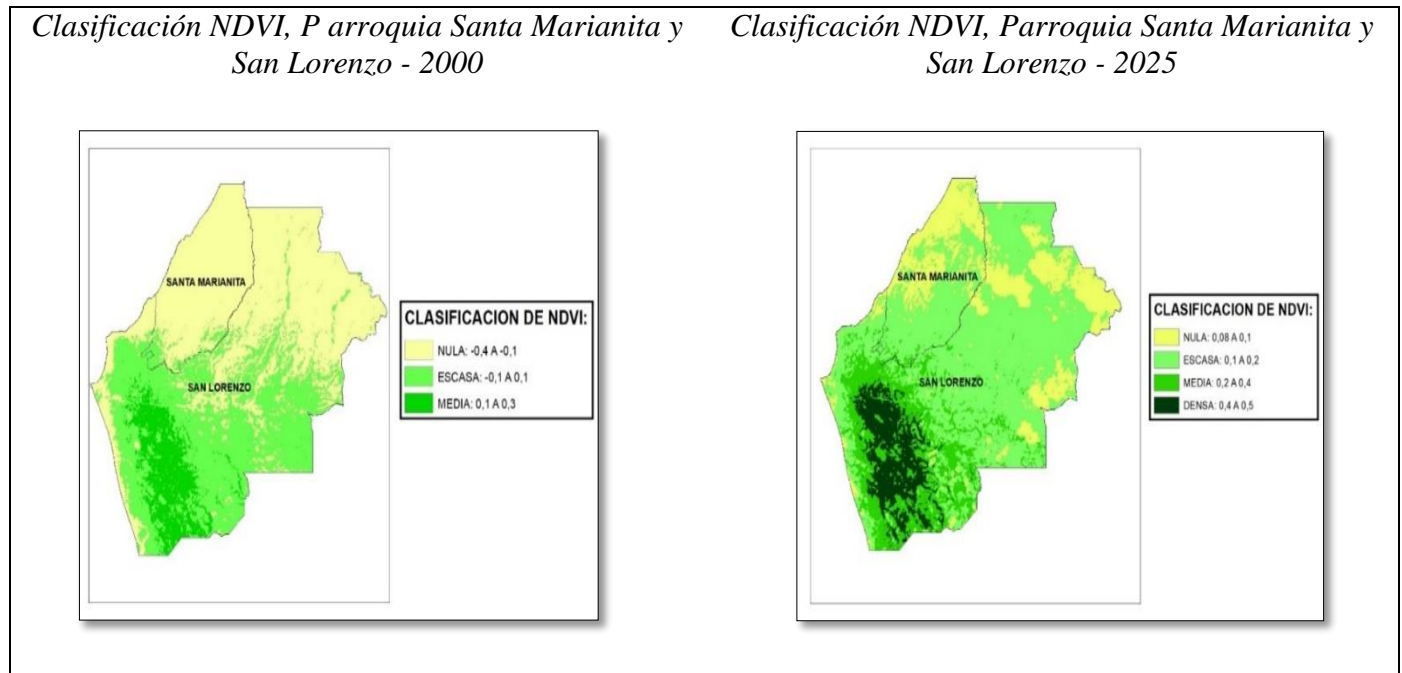 Clasificación NDVI, P arroquia Santa Marianita y
San Lorenzo - 2000
SANTA MARIANITA
SAN LORENZO
CLASIFICACION DE NDVI:
NULA: -0,4 A -0,1
ESCASA: -0,1 A 0,1
MEDIA: 0,1 A 0,3
Clasificación NDVI, Parroquia Santa Marianita y
San Lorenzo - 2025
SANTA MARIANITA
SAN LORENZO
CLASIFICACION DE NDVI:
NULA: 0,08 A 0,1
ESCASA: 0,1 A 0,2
MEDIA: 0,2 A 0,4
DENSA: 0,4 A 0,5